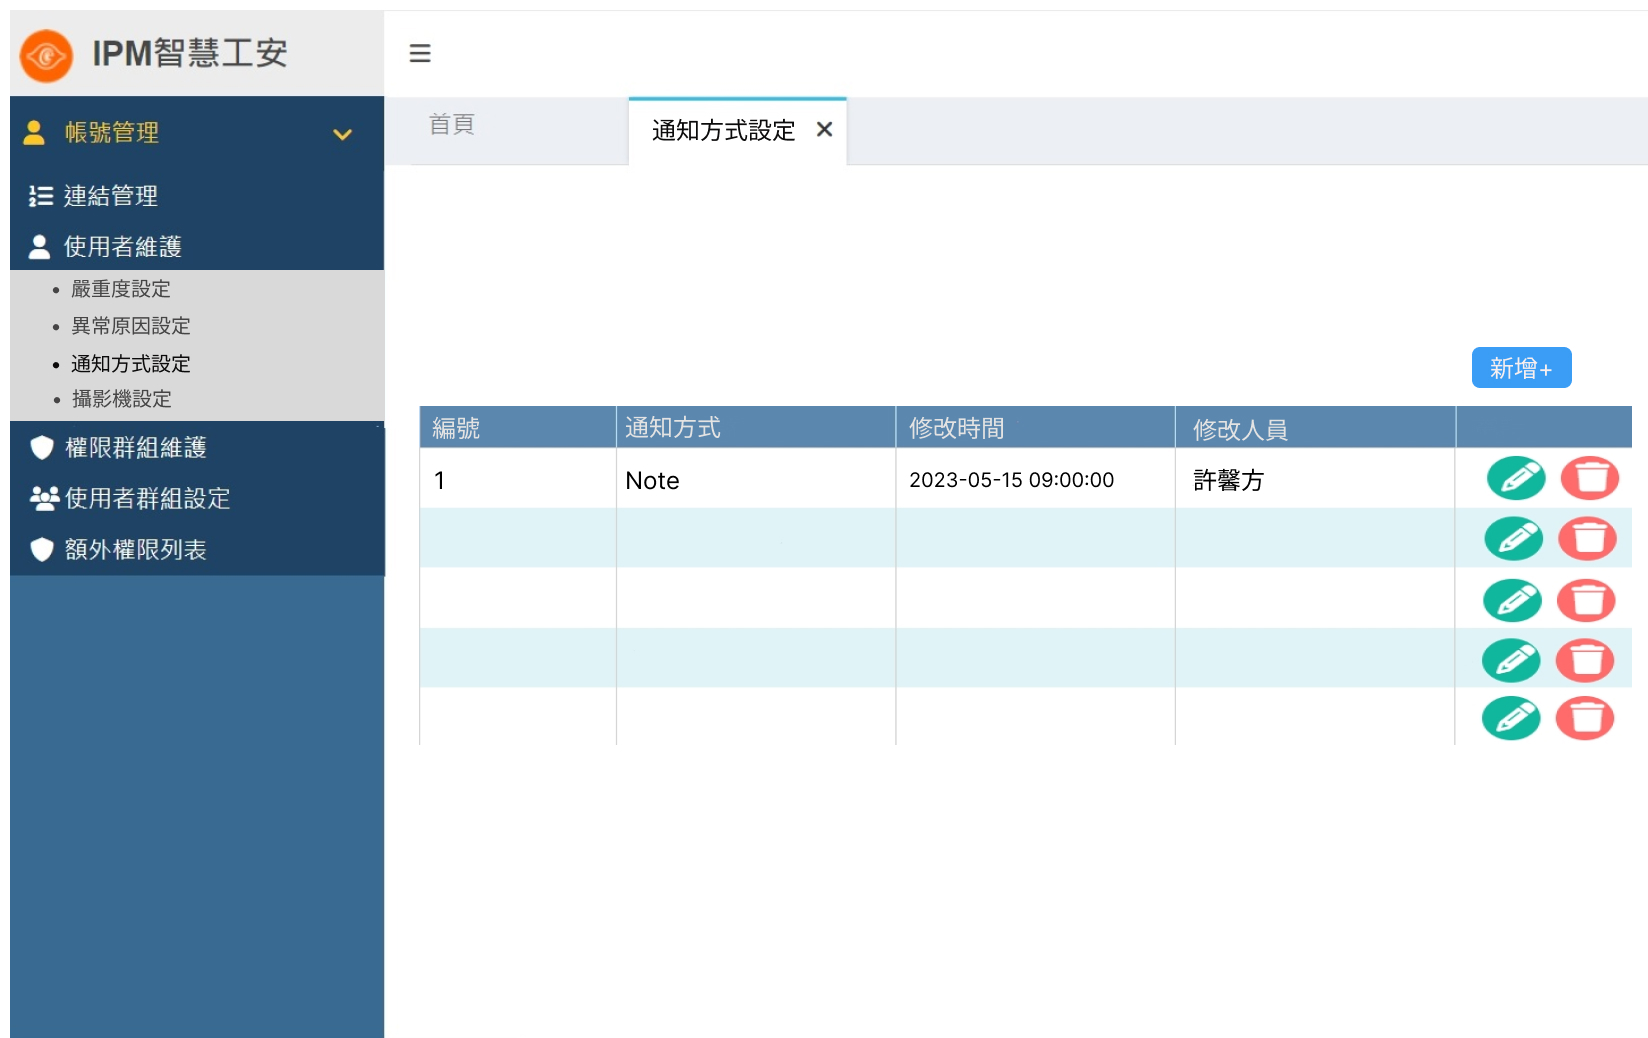 IPM智慧工安
帳號管理
連結管理
使用者維護
嚴重度設定
異常原因設定
通知方式設定
攝影機設定
權限群組維護
使用者群組設定
額外權限列表
首頁
通知方式設定
新增+
編號 通知方式 修改時間 修改人員
1 Note 2023-05-15 09:00:00 許馨方